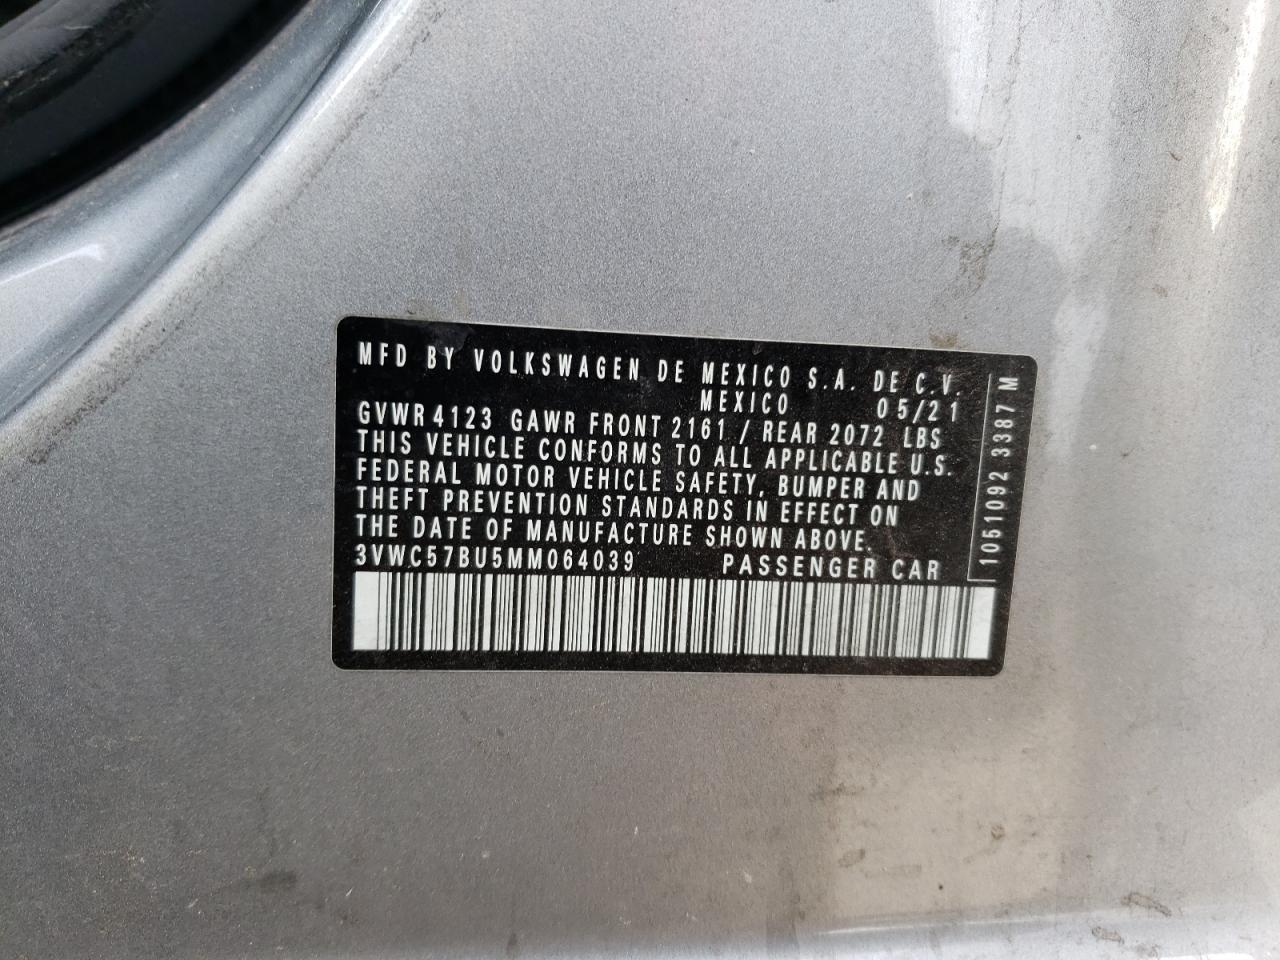 MFD BY VOLKSWAGEN DE MEXICO S.A. DE C.V.
MEXICO 05/21
GVWR 4123 GAWR FRONT 2161 / REAR 2072 LBS
THIS VEHICLE CONFORMS TO ALL APPLICABLE U.S.
FEDERAL MOTOR VEHICLE SAFETY, BUMPER AND
THEFT PREVENTION STANDARDS IN EFFECT ON
THE DATE OF MANUFACTURE SHOWN ABOVE.
3VWC57BU5MM064039 PASSENGER CAR
1051092 3387 M